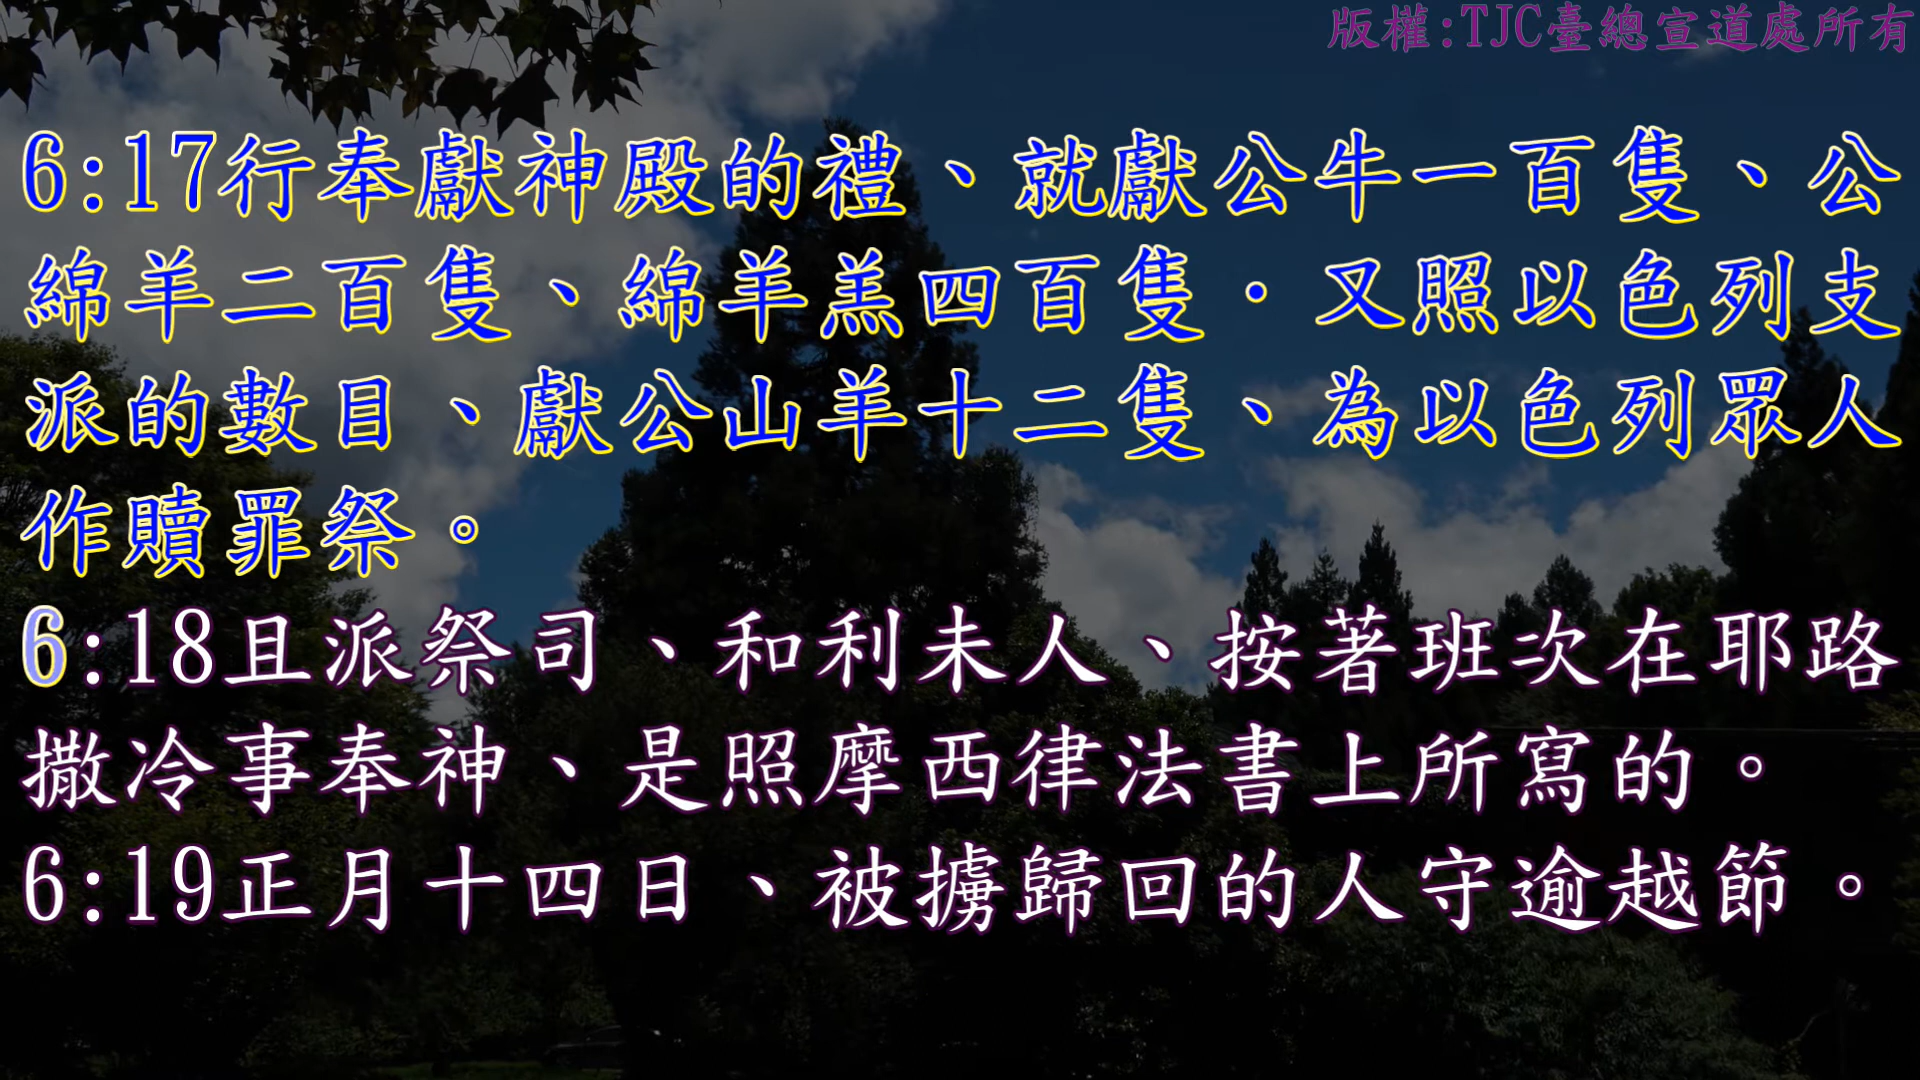 版權:TJC臺總宣道處所有
6:17行奉獻神殿的禮、就獻公牛一百隻、公
綿羊二百隻、綿羊羔四百隻．又照以色列支
派的數目、獻公山羊十二隻、為以色列眾人
作贖罪祭。
6:18且派祭司、和利未人、按著班次在耶路
撒冷事奉神、是照摩西律法書上所寫的。
6:19正月十四日、被擄歸回的人守逾越節。